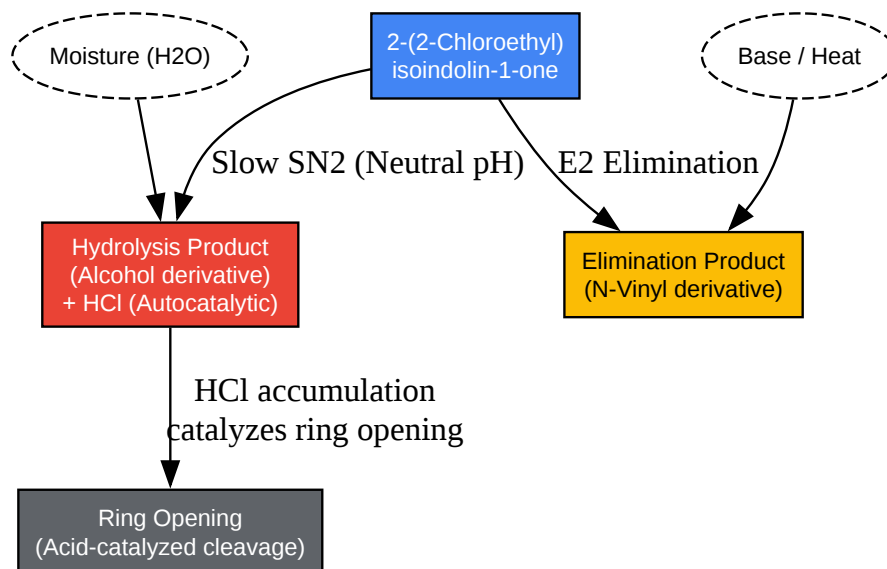 Moisture (H2O)
2-(2-Chloroethyl)
isoindolin-1-one
Base / Heat
Slow SN2 (Neutral pH)
E2 Elimination
Hydrolysis Product
(Alcohol derivative)
+ HCl (Autocatalytic)
Elimination Product
(N-Vinyl derivative)
HCl accumulation
catalyzes ring opening
Ring Opening
(Acid-catalyzed cleavage)